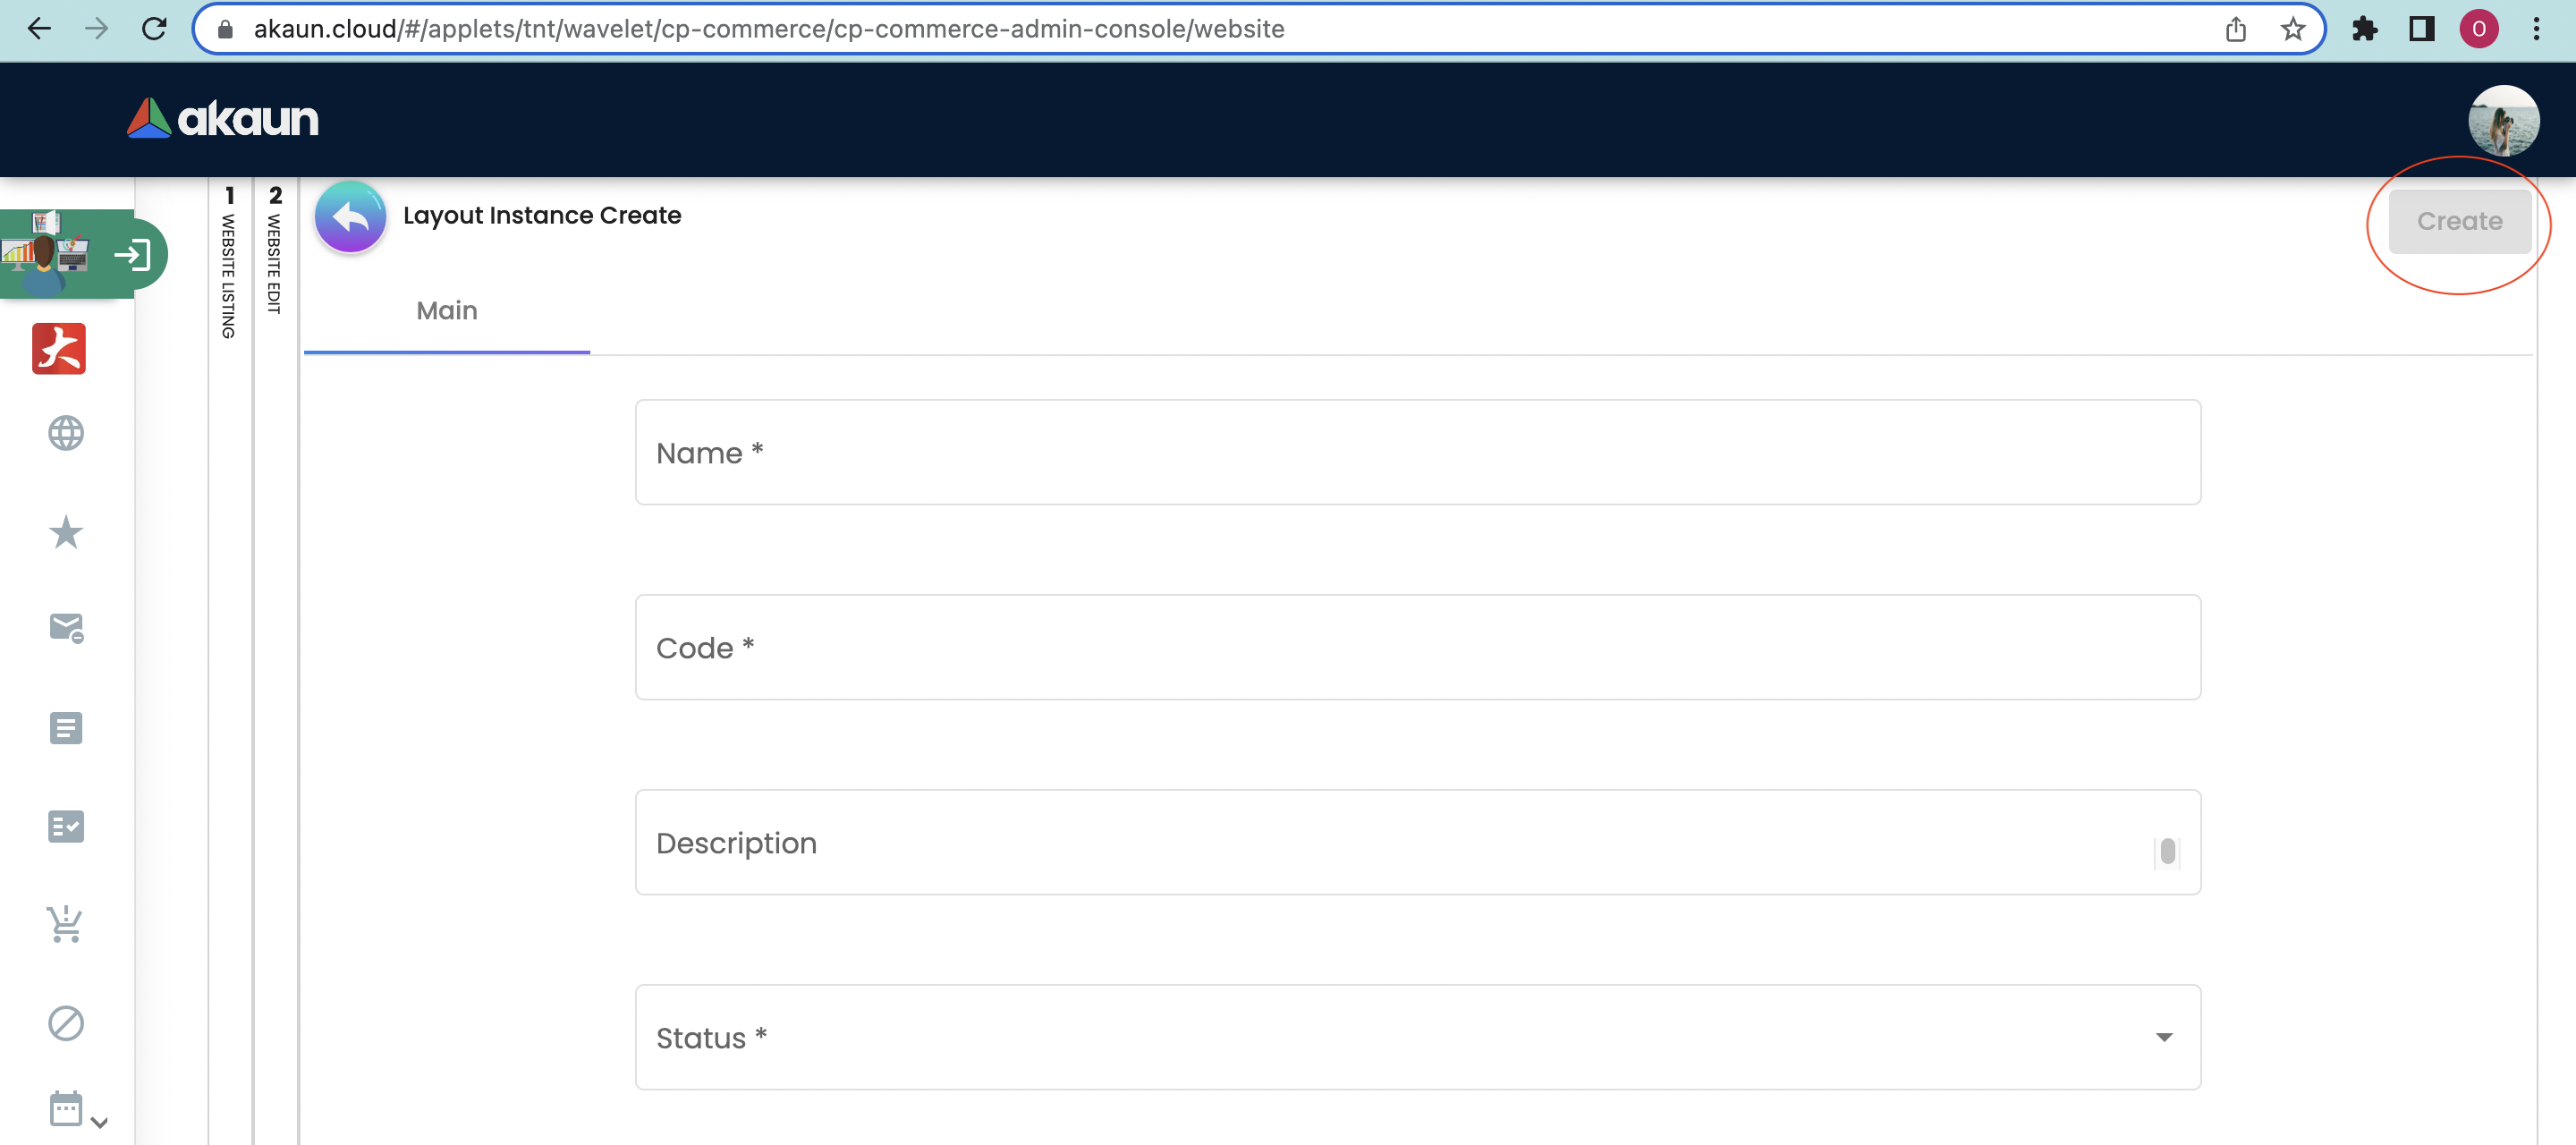 akaun.cloud/#/applets/tnt/wavelet/cp-commerce/cp-commerce-admin-console/website
O
akaun
1 WEBSITE LISTING
2 WEBSITE EDIT
Layout Instance Create
Create
Main
Name *
Code *
Description
Status *